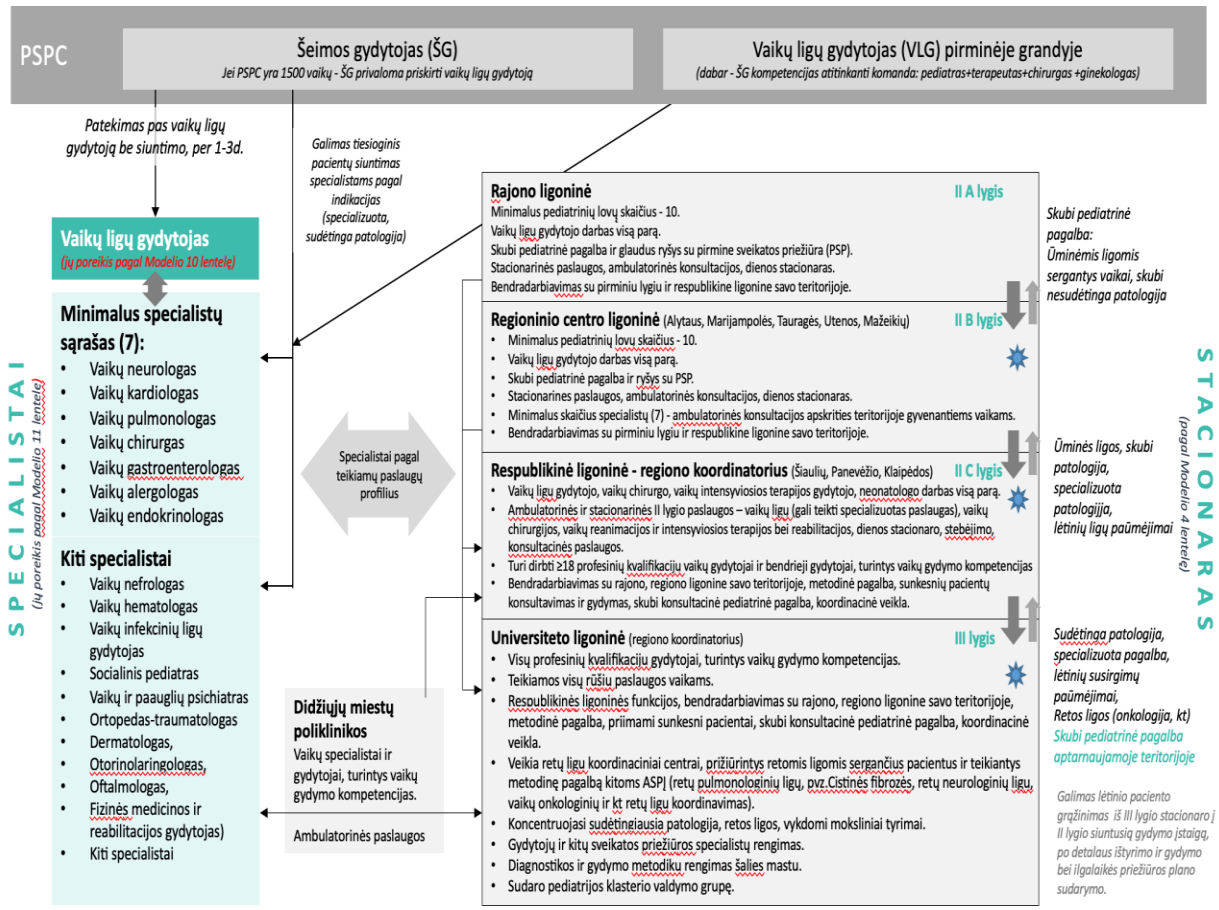 PSPC
Šeimos gydytojas (ŠG)
Jei PSPC yra 1500 vaikų - ŠG privaloma priskirti vaikų ligų gydytoją
Vaikų ligų gydytojas (VLG) pirminėje grandyje
(dabar - ŠG kompetencijas atitinkanti komanda: pediatras+terapeutas+chirurgas +ginekologas)
Patekimas pas vaikų ligų
gydytoją be siuntimo, per 1-3d.
Galimas tiesioginis
pacientų siuntimas
specialistams pagal
indikacijas
(specializuota,
sudėtinga patologija)
SPECIALISTAI
(jų poreikis pagal Modelio 11 lentelę)
Vaikų ligų gydytojas
(jų poreikis pagal Modelio 10 lentelę)
Minimalus specialistų
sąrašas (7):
• Vaikų neurologas
• Vaikų kardiologas
• Vaikų pulmonologas
• Vaikų chirurgas
• Vaikų gastroenterologas
• Vaikų alergologas
• Vaikų endokrinologas
Kiti specialistai
• Vaikų nefrologas
• Vaikų hematologas
• Vaikų infekcinių ligų
gydytojas
• Socialinis pediatras
• Vaikų ir paauglių psichiatras
• Ortopedas-traumatologas
• Dermatologas,
• Otorinolaringologas,
• Oftalmologas,
• Fizinės medicinos ir
reabilitacijos gydytojas)
• Kiti specialistai
Specialistai pagal
teikiamų paslaugų
profilius
Didžiųjų miestų
poliklinikos
Vaikų specialistai ir
gydytojai, turintys vaikų
gydymo kompetencijas.
Ambulatorinės paslaugos
Rajono ligoninė
II A lygis
Minimalus pediatrinių lovų skaičius - 10.
Vaikų ligų gydytojo darbas visą parą.
Skubi pediatrinė pagalba ir glaudus ryšys su pirmine sveikatos priežiūra (PSP).
Stacionarinės paslaugos, ambulatorinės konsultacijos, dienos stacionaras.
Bendradarbiavimas su pirminiu lygiu ir respublikine ligonine savo teritorijoje.
Regioninio centro ligoninė (Alytaus, Marijampolės, Tauragės, Utenos, Mažeikių)
II B lygis
• Minimalus pediatrinių lovų skaičius - 10.
• Vaikų ligų gydytojo darbas visą parą.
• Skubi pediatrinė pagalba ir ryšys su PSP.
• Stacionarines paslaugos, ambulatorinės konsultacijos, dienos stacionaras.
• Minimalus skaičius specialistų (7) - ambulatorinės konsultacijos apskrities teritorijoje gyvenantiems vaikams.
• Bendradarbiavimas su pirminiu lygiu ir respublikine ligonine savo teritorijoje.
Respublikinė ligoninė - regiono koordinatorius (Šiaulių, Panevėžio, Klaipėdos)
II C lygis
• Vaikų ligų gydytojo, vaikų chirurgo, vaikų intensyviosios terapijos gydytojo, neonatologo darbas visą parą.
• Ambulatorinės ir stacionarinės II lygio paslaugos – vaikų ligų (gali teikti specializuotas paslaugas), vaikų
chirurgijos, vaikų reanimacijos ir intensyviosios terapijos bei reabilitacijos, dienos stacionaro, stebėjimo,
konsultacinės paslaugos.
• Turi dirbti ≥18 profesinių kvalifikacijų vaikų gydytojai ir bendrieji gydytojai, turintys vaikų gydymo kompetencijas
• Bendradarbiavimas su rajono, regiono ligonine savo teritorijoje, metodinė pagalba, sunkesnių pacientų
konsultavimas ir gydymas, skubi konsultacinė pediatrinė pagalba, koordinacinė veikla.
Universiteto ligoninė (regiono koordinatorius)
III lygis
• Visų profesinių kvalifikacijų gydytojai, turintys vaikų gydymo kompetencijas.
• Teikiamos visų rūšių paslaugos vaikams.
• Respublikinės ligoninės funkcijos, bendradarbiavimas su rajono, regiono ligonine savo teritorijoje,
metodinė pagalba, priimami sunkesni pacientai, skubi konsultacinė pediatrinė pagalba, koordinacinė
veikla.
• Veikia retų ligų koordinaciniai centrai, prižiūrintys retomis ligomis sergančius pacientus ir teikiantys
metodinę pagalbą kitoms ASPĮ (retų pulmonologinių ligų, pvz.Cistinės fibrozės, retų neurologinių ligų,
vaikų onkologinių ir kt retų ligų koordinavimas).
• Koncentruojasi sudėtingiausia patologija, retos ligos, vykdomi moksliniai tyrimai.
• Gydytojų ir kitų sveikatos priežiūros specialistų rengimas.
• Diagnostikos ir gydymo metodikų rengimas šalies mastu.
• Sudaro pediatrijos klasterio valdymo grupę.
Skubi pediatrinė
pagalba:
Ūminėmis ligomis
sergantys vaikai, skubi
nesudėtinga patologija
Ūminės ligos, skubi
patologija,
specializuota
patologijja,
lėtinių ligų paūmėjimai
Sudėtinga patologija,
specializuota pagalba,
lėtinių susirgimų
paūmėjimai,
Retos ligos (onkologija, kt)
Skubi pediatrinė pagalba
aptarnaujamoje teritorijoje
Galimas lėtinio paciento
grąžinimas iš III lygio stacionaro į
II lygio siuntusią gydymo įstaigą,
po detalaus ištyrimo ir gydymo
bei ilgalaikės priežiūros plano
sudarymo.
STACIONARAS
(pagal Modelio 4 lentelę)